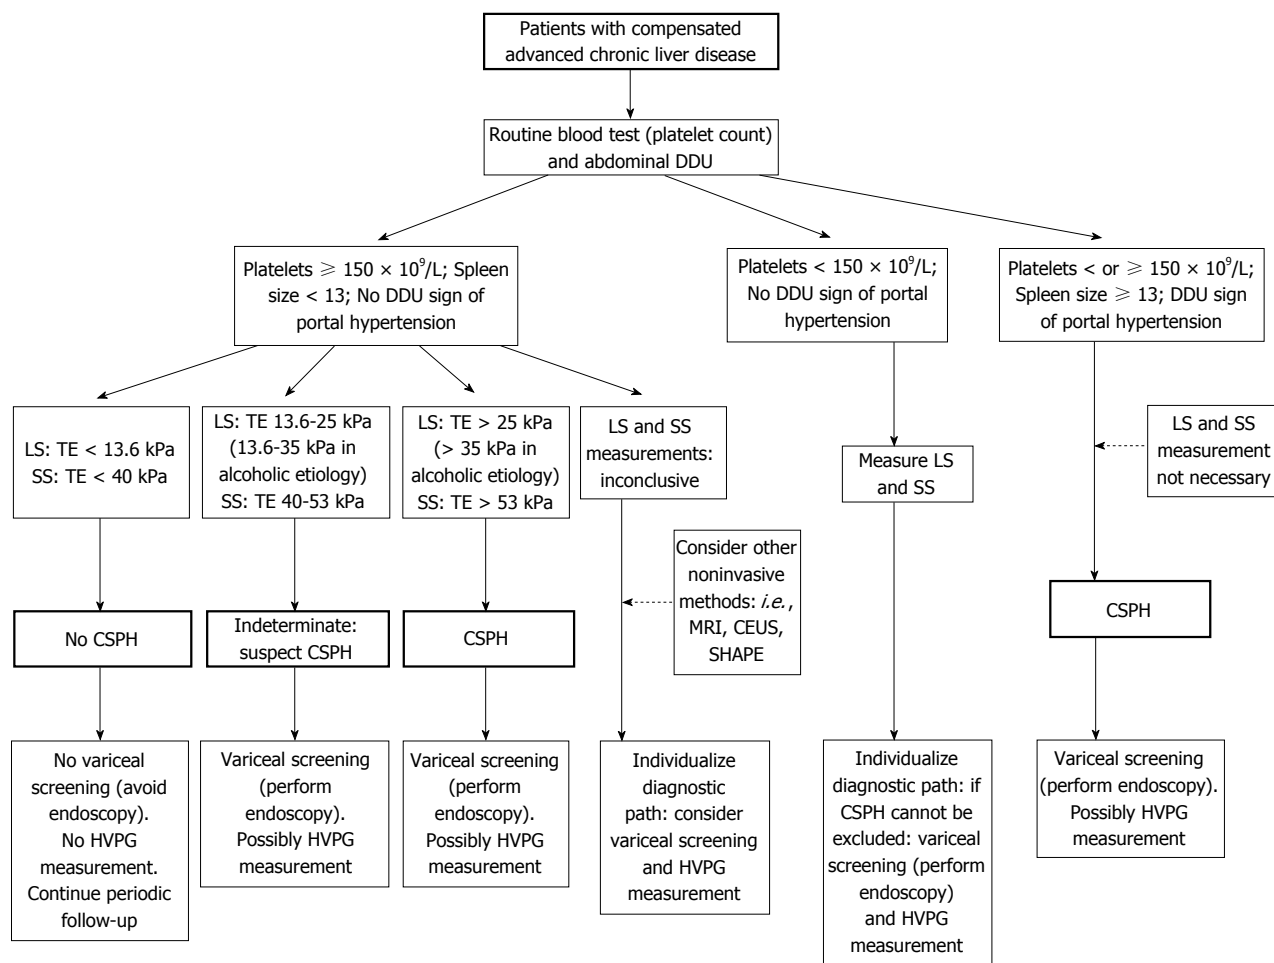 Patients with compensated
advanced chronic liver disease
Routine blood test (platelet count)
and abdominal DDU
Platelets ⩾ 150 × 10⁹/L; Spleen
size < 13; No DDU sign of
portal hypertension
Platelets < 150 × 10⁹/L;
No DDU sign of portal
hypertension
Platelets < or ⩾ 150 × 10⁹/L;
Spleen size ⩾ 13; DDU sign
of portal hypertension
LS: TE < 13.6 kPa
SS: TE < 40 kPa
LS: TE 13.6-25 kPa
(13.6-35 kPa in
alcoholic etiology)
SS: TE 40-53 kPa
LS: TE > 25 kPa
(> 35 kPa in
alcoholic etiology)
SS: TE > 53 kPa
LS and SS
measurements:
inconclusive
Measure LS
and SS
LS and SS
measurement
not necessary
Consider other
noninvasive
methods: i.e.,
MRI, CEUS,
SHAPE
No CSPH
Indeterminate:
suspect CSPH
CSPH
CSPH
No variceal
screening (avoid
endoscopy).
No HVPG
measurement.
Continue periodic
follow-up
Variceal screening
(perform
endoscopy).
Possibly HVPG
measurement
Variceal screening
(perform
endoscopy).
Possibly HVPG
measurement
Individualize
diagnostic
path: consider
variceal screening
and HVPG
measurement
Individualize
diagnostic path: if
CSPH cannot be
excluded: variceal
screening (perform
endoscopy)
and HVPG
measurement
Variceal screening
(perform endoscopy).
Possibly HVPG
measurement